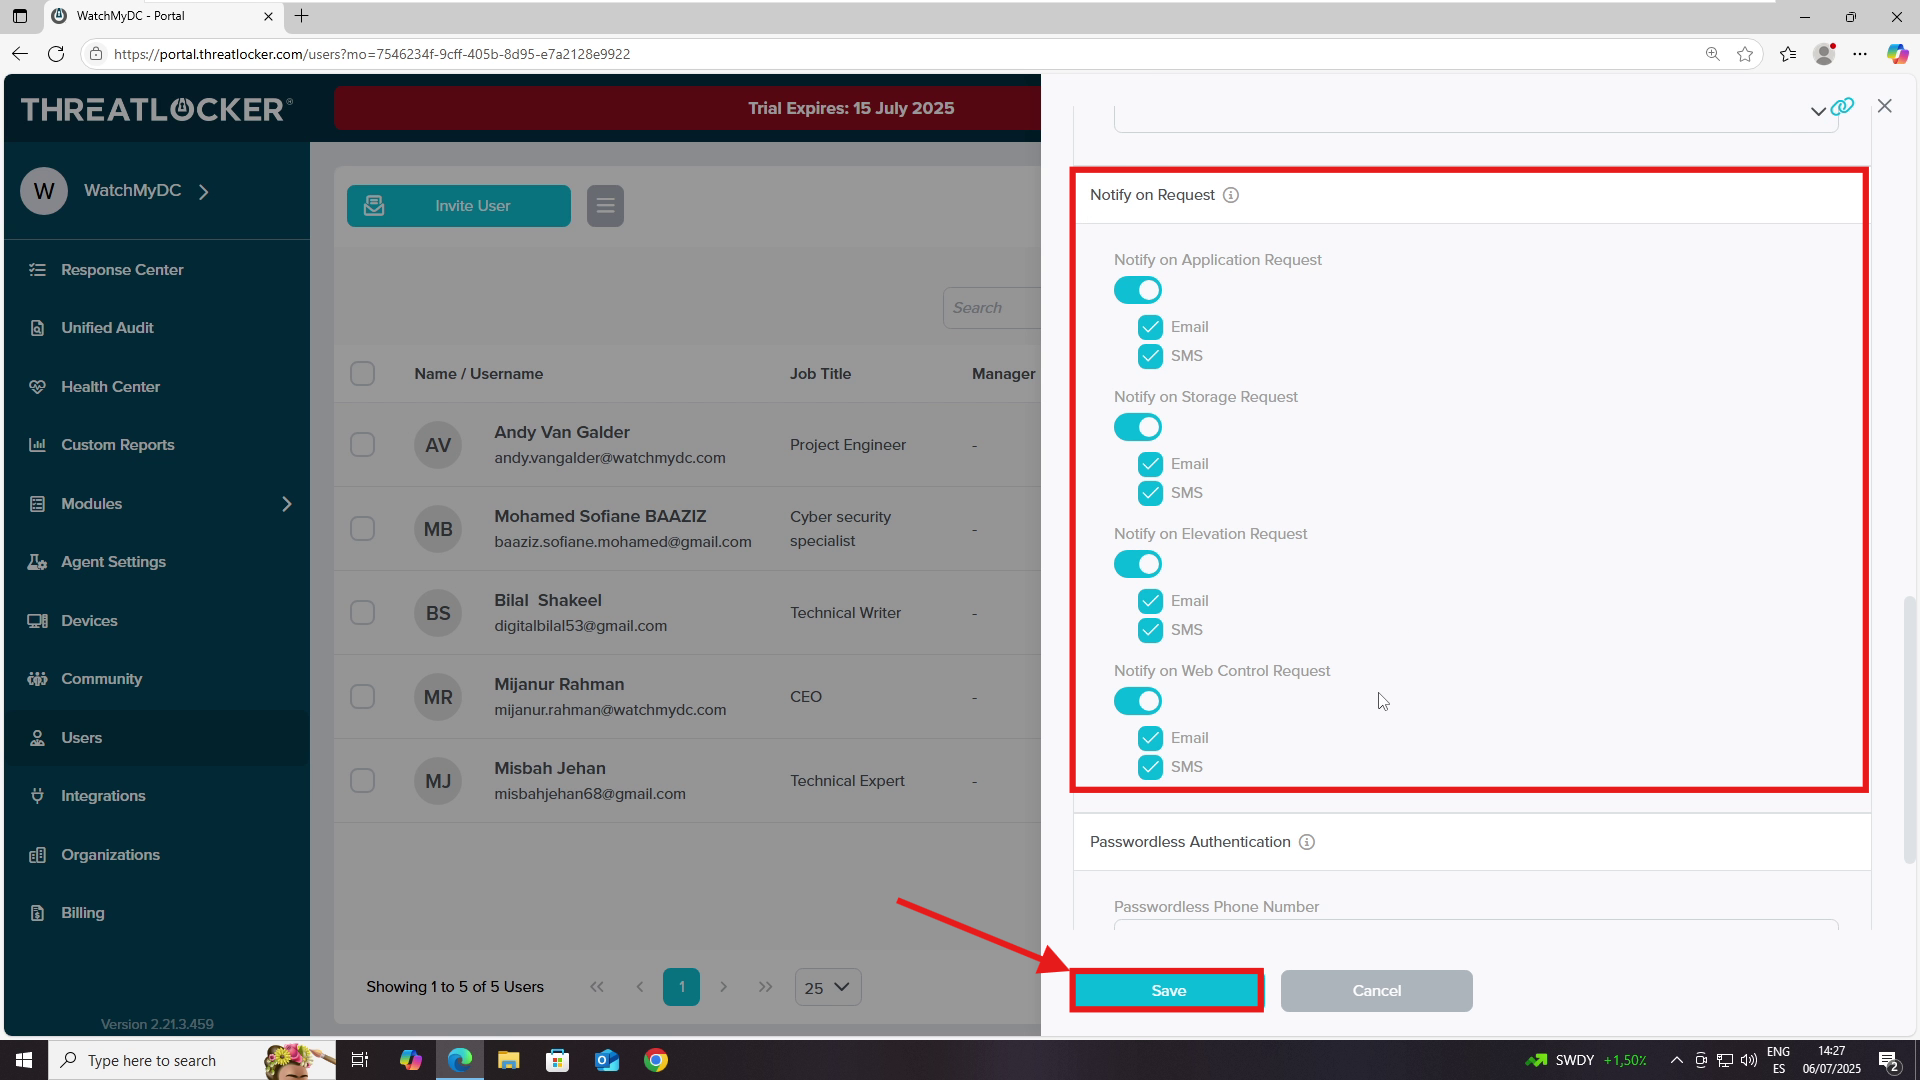 WatchMyDC - Portal
https://portal.threatlocker.com/users?mo=7546234f-9cff-405b-8d95-e7a2128e9922
THREATLOCKER®
Trial Expires: 15 July 2025
W
WatchMyDC
Response Center
Unified Audit
Health Center
Custom Reports
Modules
Agent Settings
Devices
Community
Users
Integrations
Organizations
Billing
Version 2.21.3.459
Invite User
Search
Name / Username
Job Title
Manager
AV
Andy Van Galder
andy.vangalder@watchmydc.com
Project Engineer
-
MB
Mohamed Sofiane BAAZIZ
baaziz.sofiane.mohamed@gmail.com
Cyber security
specialist
-
BS
Bilal Shakeel
digitalbilal53@gmail.com
Technical Writer
-
MR
Mijanur Rahman
mijanur.rahman@watchmydc.com
CEO
-
MJ
Misbah Jehan
misbahjehan68@gmail.com
Technical Expert
-
Showing 1 to 5 of 5 Users
1
25
Notify on Request
Notify on Application Request
Email
SMS
Notify on Storage Request
Email
SMS
Notify on Elevation Request
Email
SMS
Notify on Web Control Request
Email
SMS
Passwordless Authentication
Passwordless Phone Number
Save
Cancel
Type here to search
SWDY +1,50%
ENG
ES
14:27
06/07/2025
2